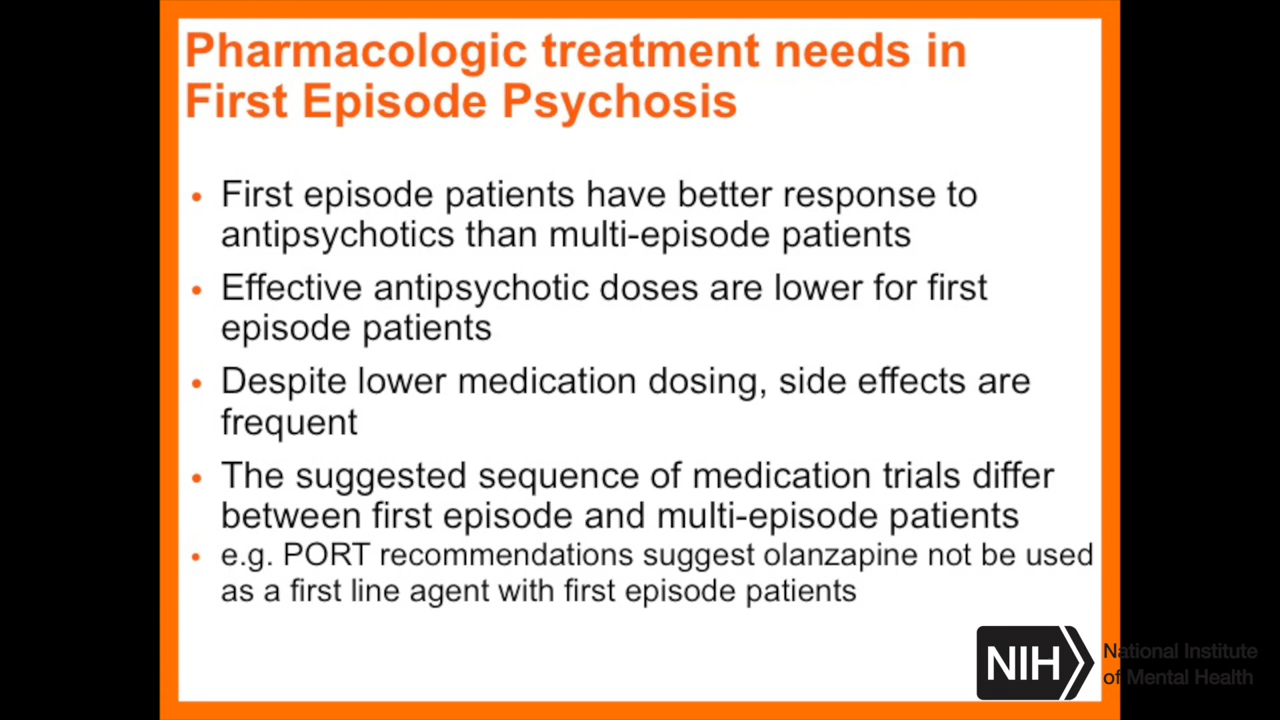 Pharmacologic treatment needs in
First Episode Psychosis
• First episode patients have better response to
antipsychotics than multi-episode patients
• Effective antipsychotic doses are lower for first
episode patients
• Despite lower medication dosing, side effects are
frequent
• The suggested sequence of medication trials differ
between first episode and multi-episode patients
• e.g. PORT recommendations suggest olanzapine not be used
as a first line agent with first episode patients
NIH
National Institute
of Mental Health